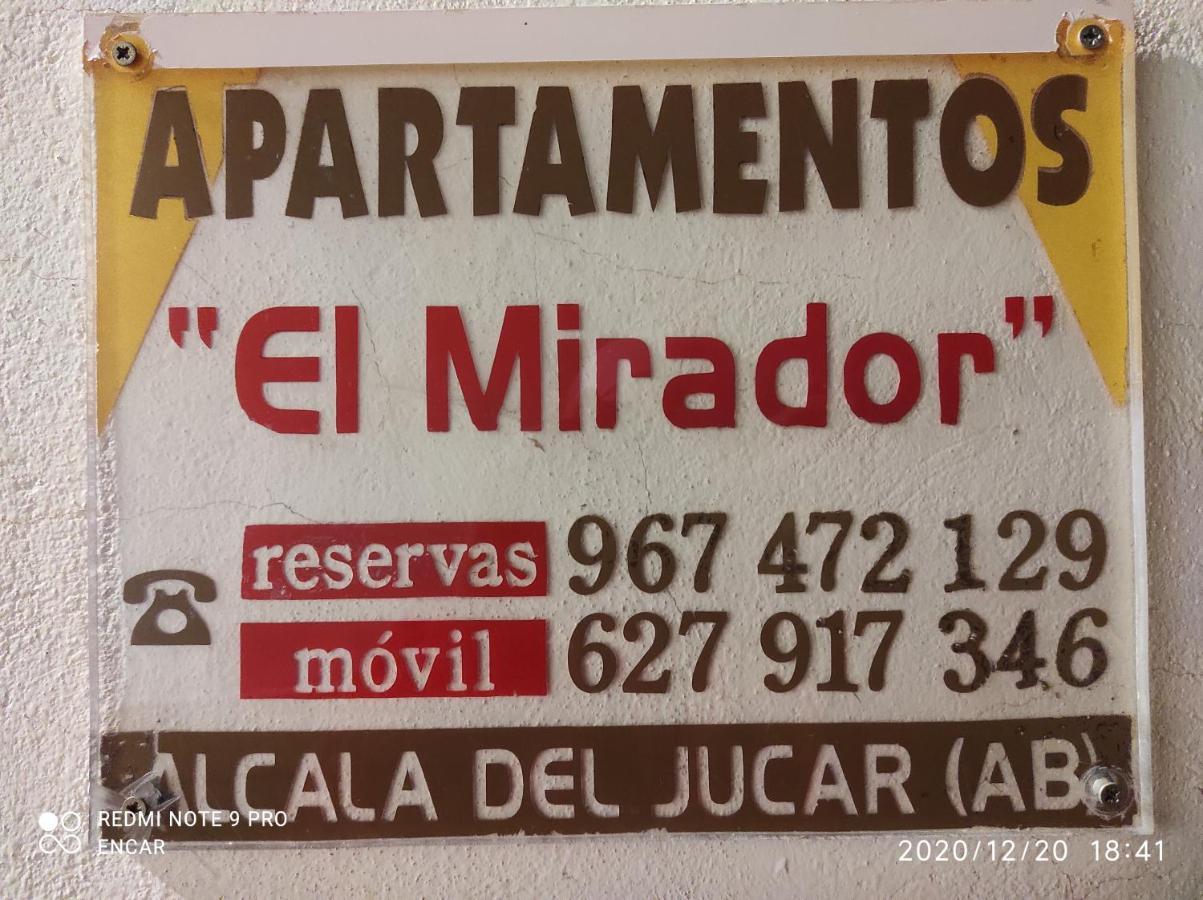 APARTAMENTOS
"El Mirador"
reservas 967 472 129
móvil 627 917 346
ALCALA DEL JUCAR (AB)
REDMI NOTE 9 PRO
ENCAR
2020/12/20 18:41